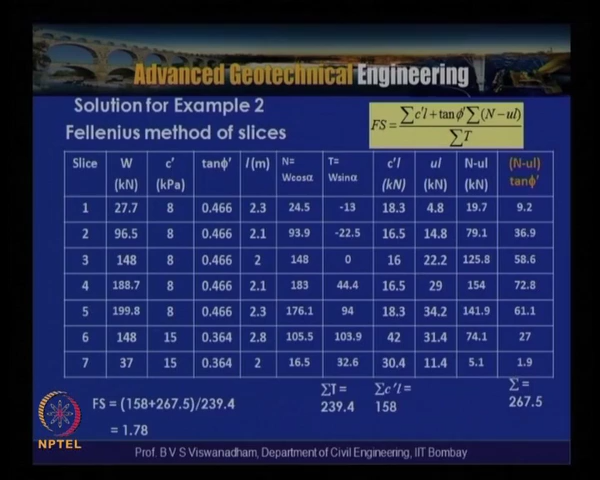 Advanced Geotechnical Engineering
Solution for Example 2
Fellenius method of slices
FS = (∑c'l + tanϕ'∑(N − ul)) / ∑T
Slice W (kN) c' (kPa) tanϕ' l (m) N= Wcosα T= Wsinα c'l (kN) ul (kN) N-ul (kN) (N-ul) tanϕ'
1 27.7 8 0.466 2.3 24.5 -13 18.3 4.8 19.7 9.2
2 96.5 8 0.466 2.1 93.9 -22.5 16.5 14.8 79.1 36.9
3 148 8 0.466 2 148 0 16 22.2 125.8 58.6
4 188.7 8 0.466 2.1 183 44.4 16.5 29 154 72.8
5 199.8 8 0.466 2.3 176.1 94 18.3 34.2 141.9 61.1
6 148 15 0.364 2.8 105.5 103.9 42 31.4 74.1 27
7 37 15 0.364 2 16.5 32.6 30.4 11.4 5.1 1.9
∑T = 239.4
∑c'l = 158
∑ = 267.5
FS = (158+267.5)/239.4
= 1.78
NPTEL
Prof. B V S Viswanadham, Department of Civil Engineering, IIT Bombay